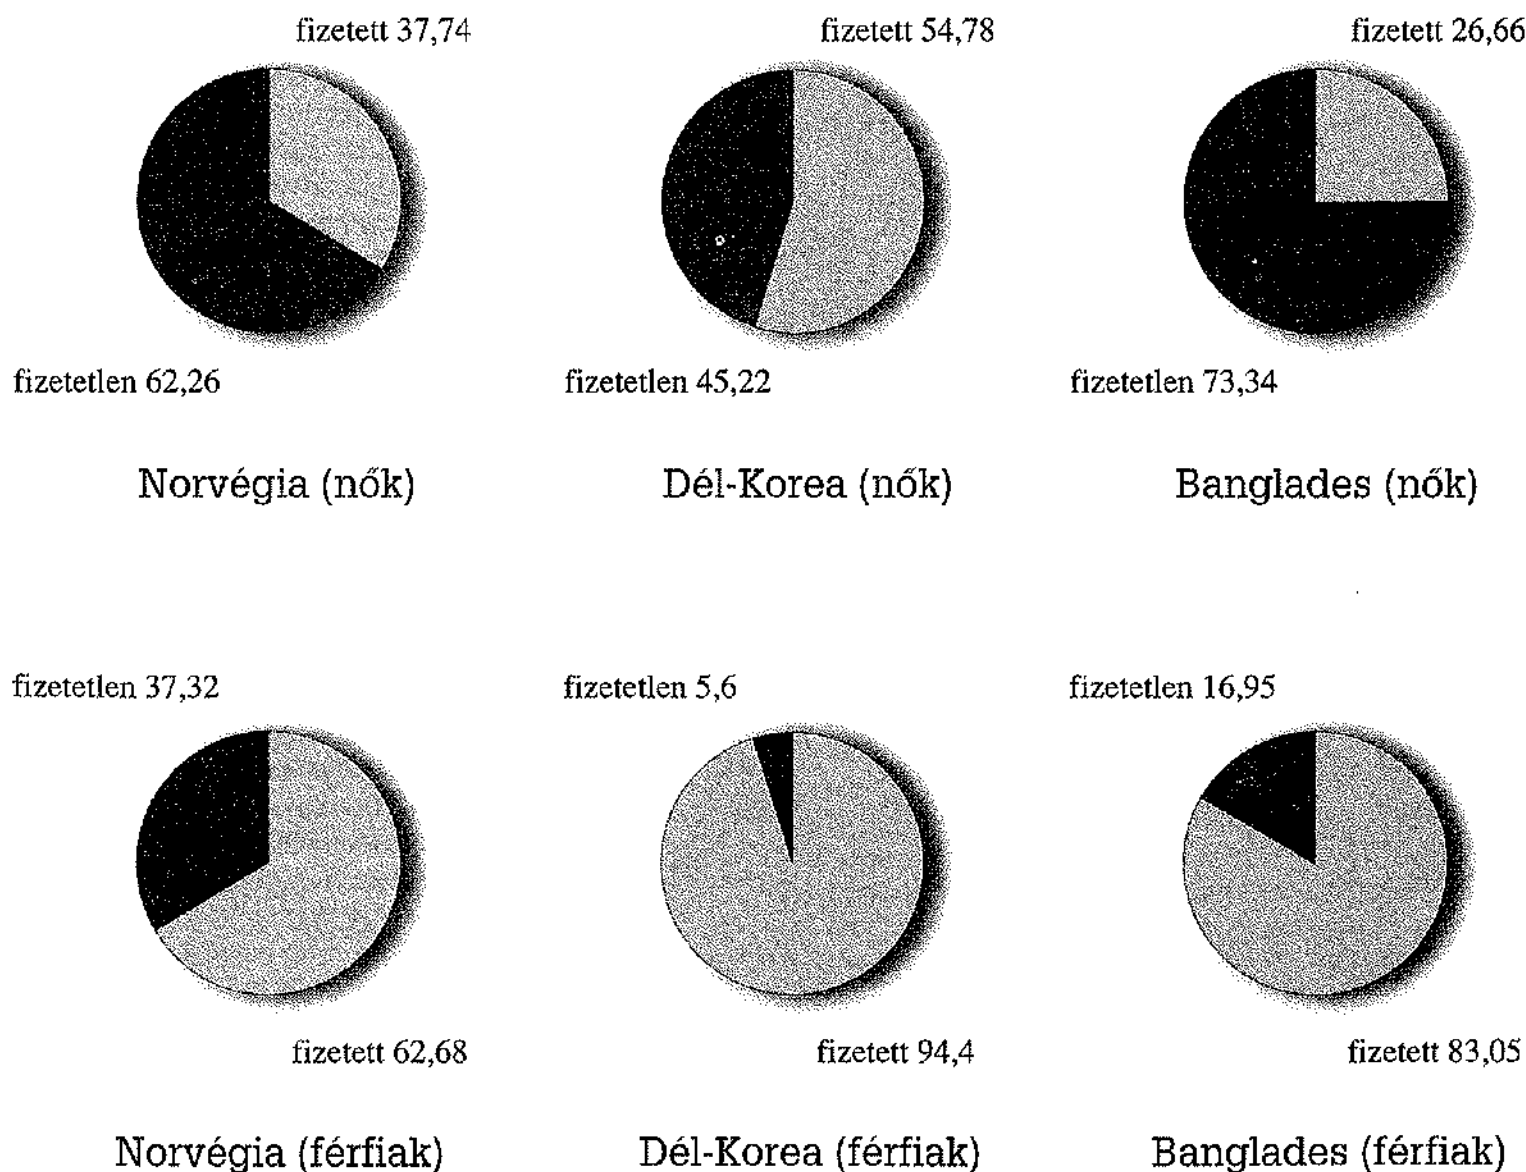 fizetett 37,74 fizetett 54,78 fizetett 26,66
fizetetlen 62,26 fizetetlen 45,22 fizetetlen 73,34
Norvégia (nők) Dél-Korea (nők) Banglades (nők)
fizetetlen 37,32 fizetetlen 5,6 fizetetlen 16,95
fizetett 62,68 fizetett 94,4 fizetett 83,05
Norvégia (férfiak) Dél-Korea (férfiak) Banglades (férfiak)